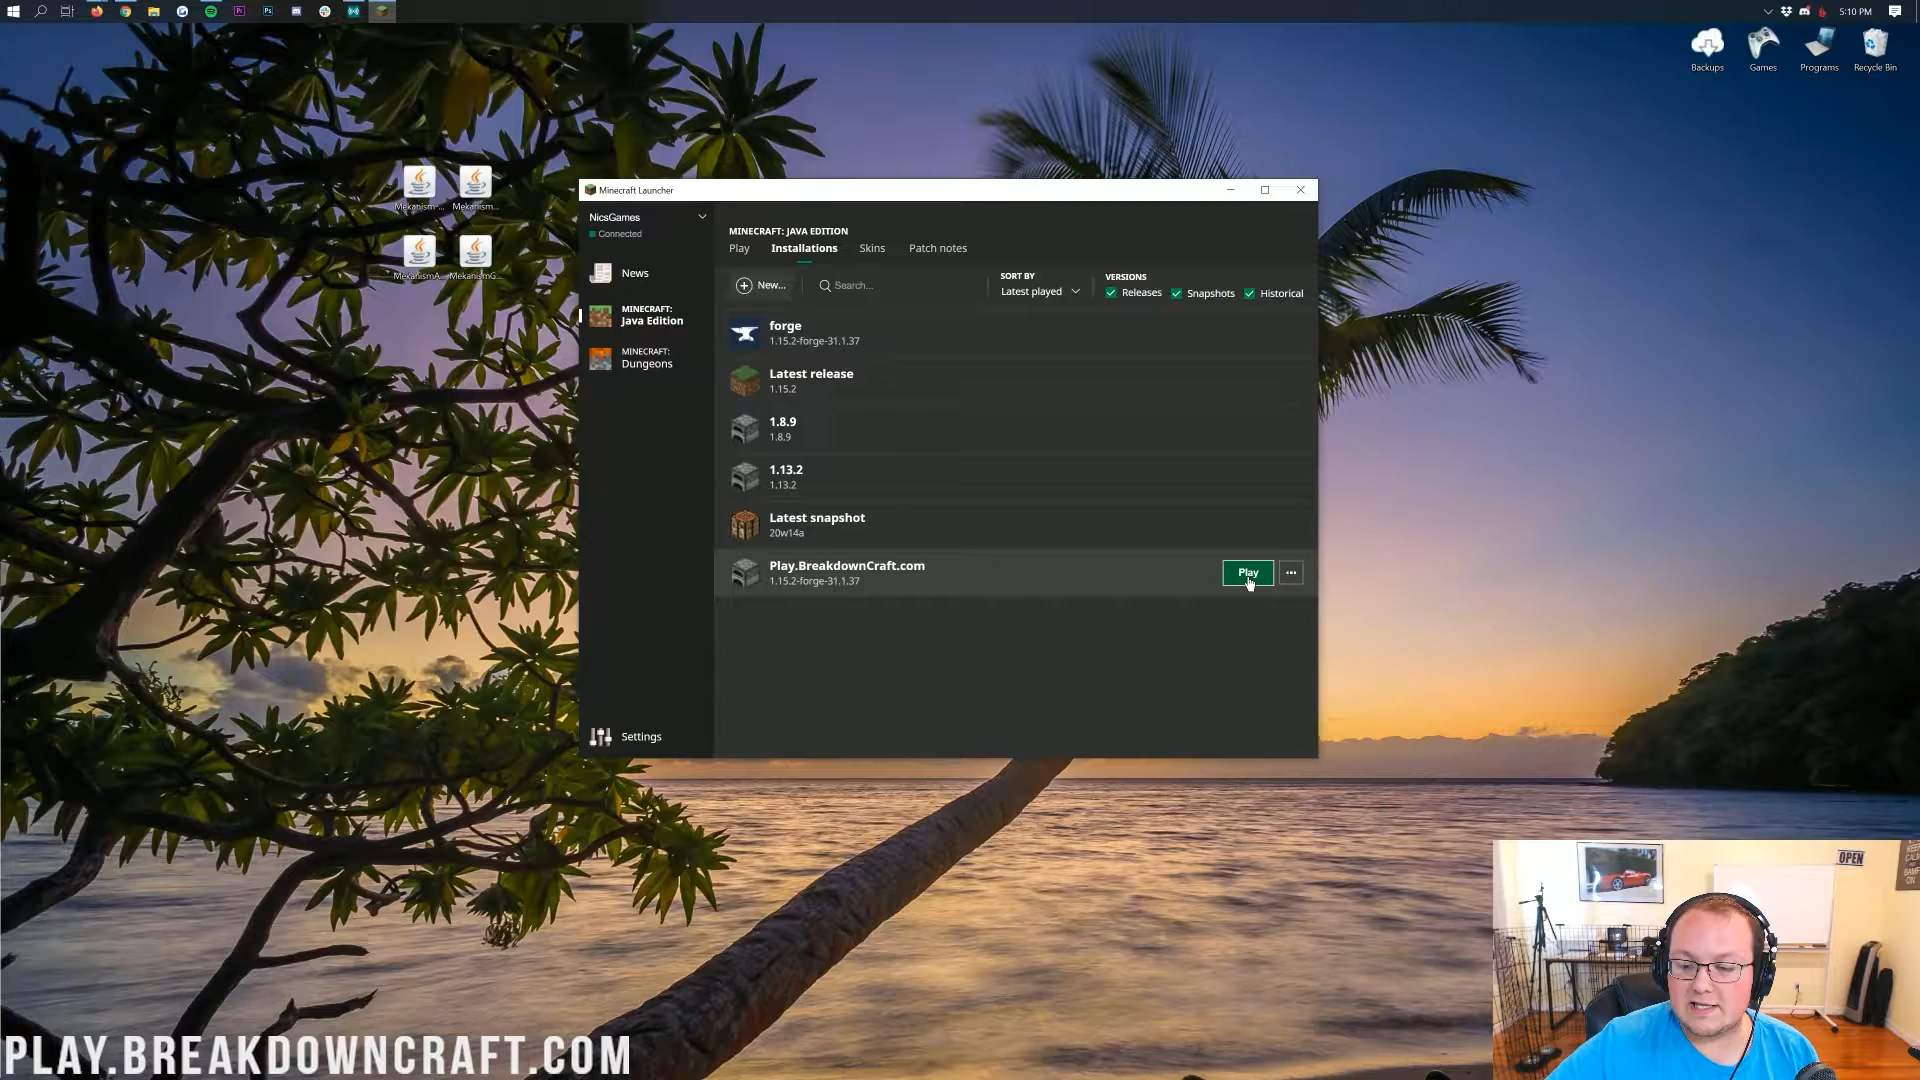 5:10 PM
Backups
Games
Programs
Recycle Bin
Mekanism-...
Mekanism...
MekanismA...
MekanismG...
Minecraft Launcher
NicsGames
Connected
News
MINECRAFT:
Java Edition
MINECRAFT:
Dungeons
Settings
MINECRAFT: JAVA EDITION
Play
Installations
Skins
Patch notes
New...
Search...
SORT BY
Latest played
VERSIONS
Releases
Snapshots
Historical
forge
1.15.2-forge-31.1.37
Latest release
1.15.2
1.8.9
1.8.9
1.13.2
1.13.2
Latest snapshot
20w14a
Play.BreakdownCraft.com
1.15.2-forge-31.1.37
Play
OPEN
PLAY.BREAKDOWNCRAFT.COM